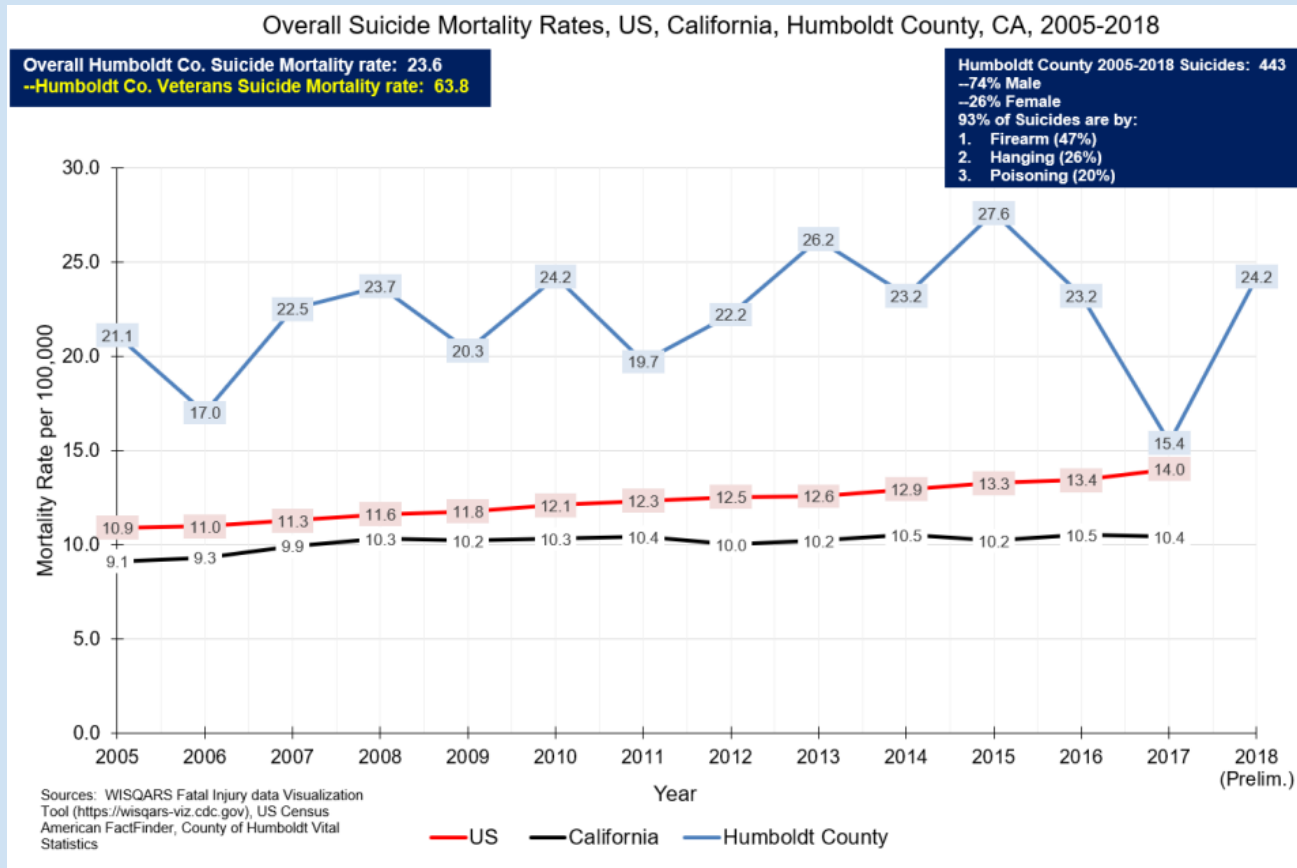 Overall Suicide Mortality Rates, US, California, Humboldt County, CA, 2005-2018
Overall Humboldt Co. Suicide Mortality rate: 23.6
--Humboldt Co. Veterans Suicide Mortality rate: 63.8
Humboldt County 2005-2018 Suicides: 443
--74% Male
--26% Female
93% of Suicides are by:
1. Firearm (47%)
2. Hanging (26%)
3. Poisoning (20%)
Mortality Rate per 100,000
30.0
25.0
20.0
15.0
10.0
5.0
0.0
21.1
17.0
22.5
23.7
20.3
24.2
19.7
22.2
26.2
23.2
27.6
23.2
15.4
24.2
10.9
11.0
11.3
11.6
11.8
12.1
12.3
12.5
12.6
12.9
13.3
13.4
14.0
9.1
9.3
9.9
10.3
10.2
10.3
10.4
10.0
10.2
10.5
10.2
10.5
10.4
2005 2006 2007 2008 2009 2010 2011 2012 2013 2014 2015 2016 2017 2018
(Prelim.)
Year
Sources: WISQARS Fatal Injury data Visualization
Tool (https://wisqars-viz.cdc.gov), US Census
American FactFinder, County of Humboldt Vital
Statistics
US California Humboldt County